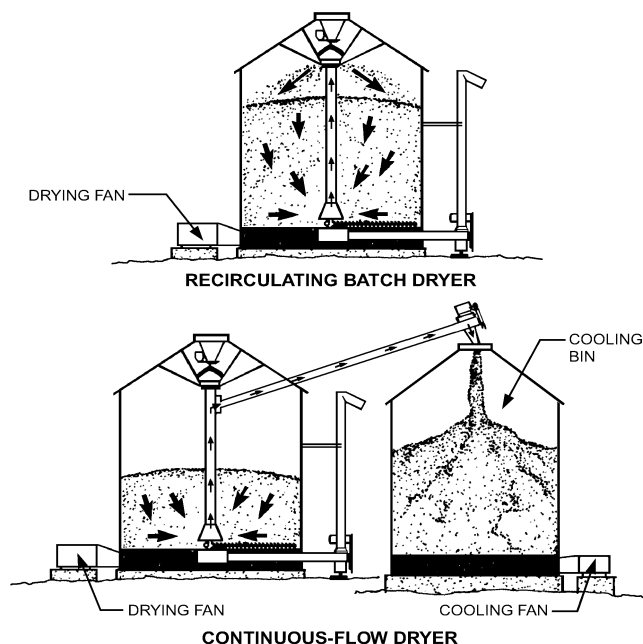 DRYING FAN
RECIRCULATING BATCH DRYER
COOLING
BIN
DRYING FAN
COOLING FAN
CONTINUOUS-FLOW DRYER